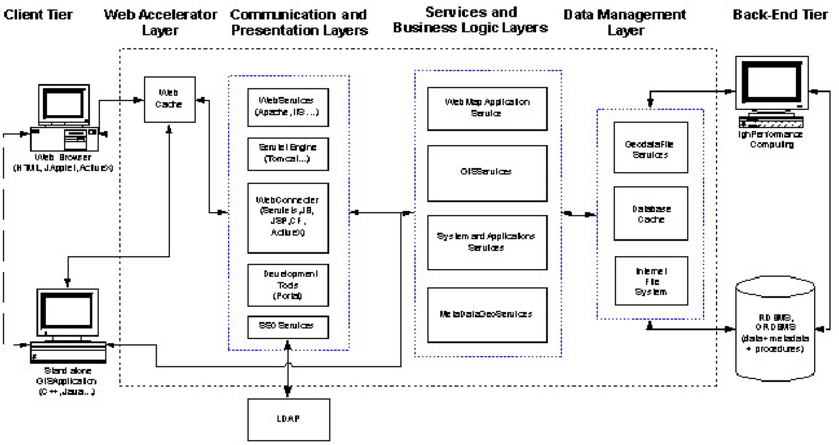 Client Tier
Web Accelerator
Layer
Communication and
Presentation Layers
Services and
Business Logic Layers
Data Management
Layer
Back-End Tier
Web
Cache
Web Browser
(HTML, JApplet, ActiveX)
Stand alone
GISApplication
(C++, Java...)
WebServices
(Apache, IIS ...)
Servlet Engine
(Tomcat...)
WebConnecter
(Servlets, JB,
JSP, CF,
ActiveX)
Development
Tools
(Portal)
SSO Services
LDAP
Web Map Application
Service
GISServices
System and Applications
Services
MetaDataGeoServices
GeodataFile
Services
Database
Cache
Internet
File
System
ighPerformance
Computing
RDBMS,
ORDBMS
(data+metadata
+ procedures)